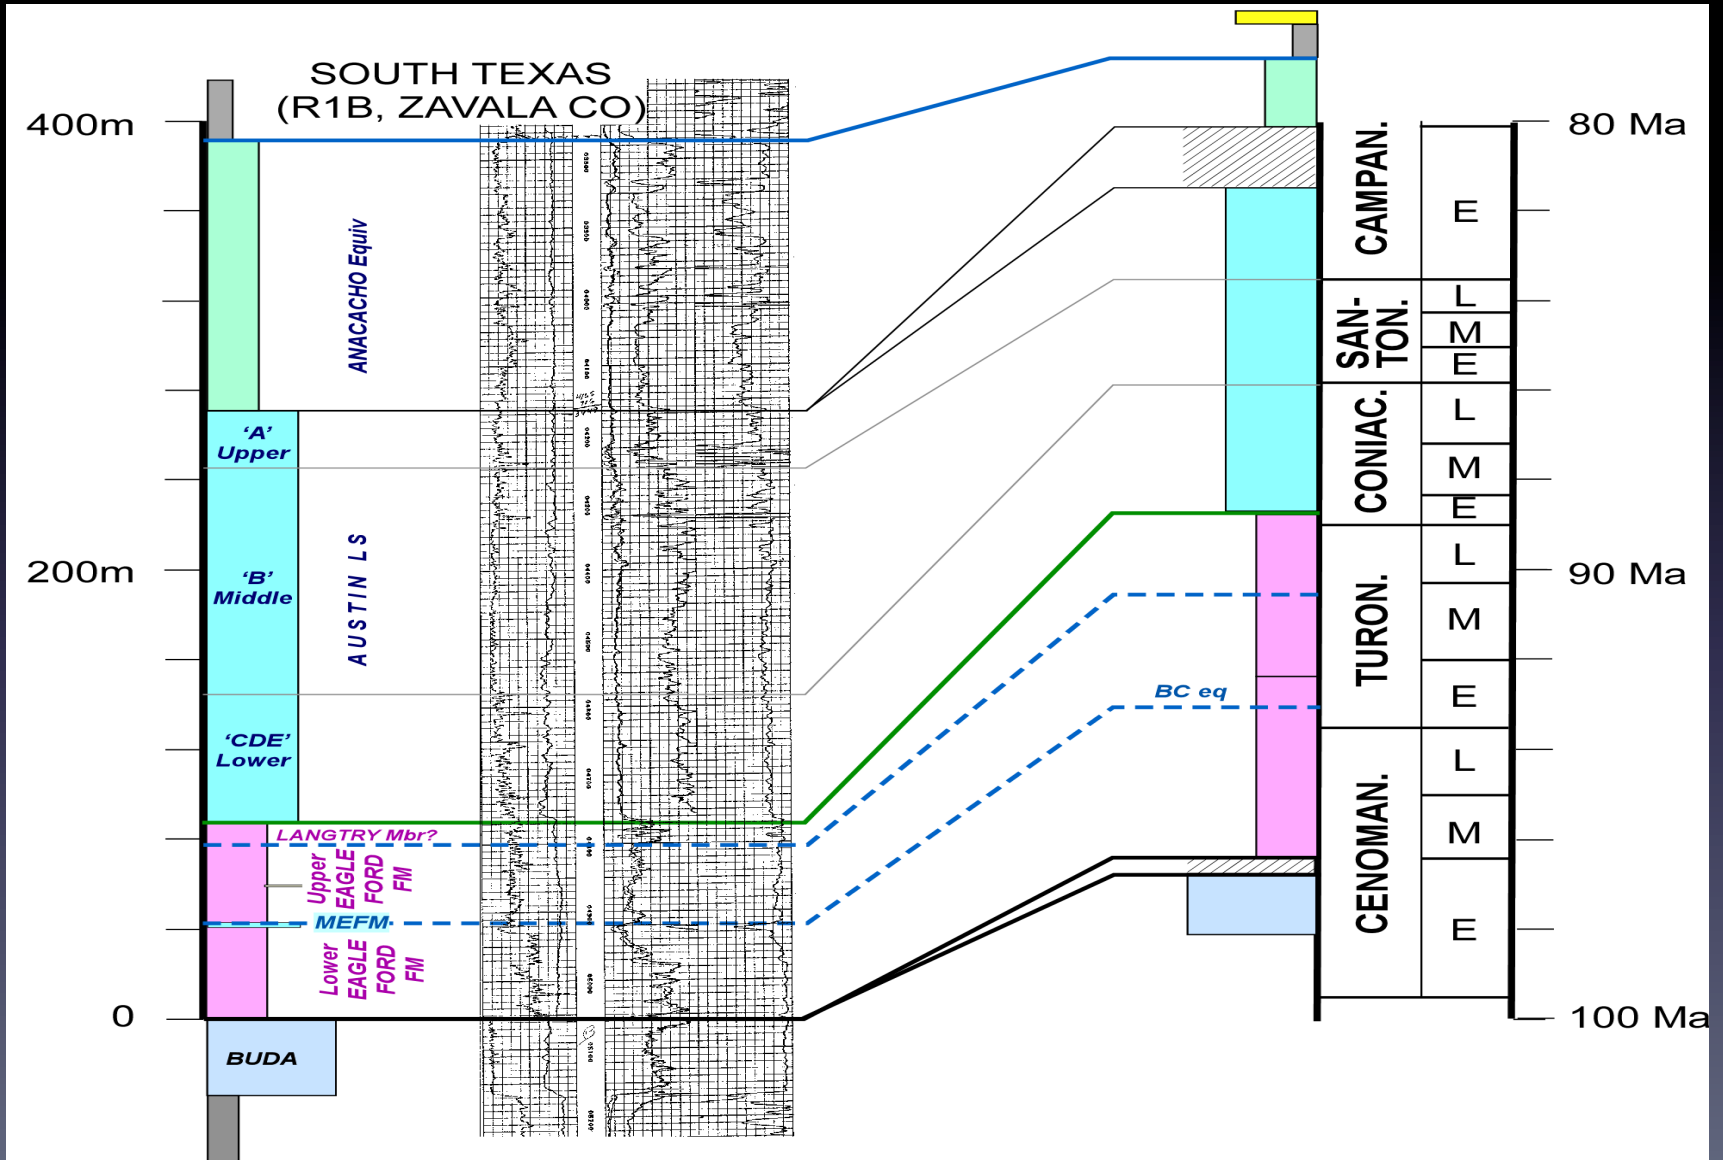 SOUTH TEXAS
(R1B, ZAVALA CO)
400m
200m
0
ANACACHO Equiv
‘A’
Upper
‘B’
Middle
AUSTIN LS
‘CDE’
Lower
LANGTRY Mbr?
Upper
EAGLE
FORD
FM
MEFM
Lower
EAGLE
FORD
FM
BUDA
BC eq
CAMPAN.
E
SAN-
TON.
L
M
E
CONIAC.
L
M
E
TURON.
L
M
E
CENOMAN.
L
M
E
80 Ma
90 Ma
100 Ma